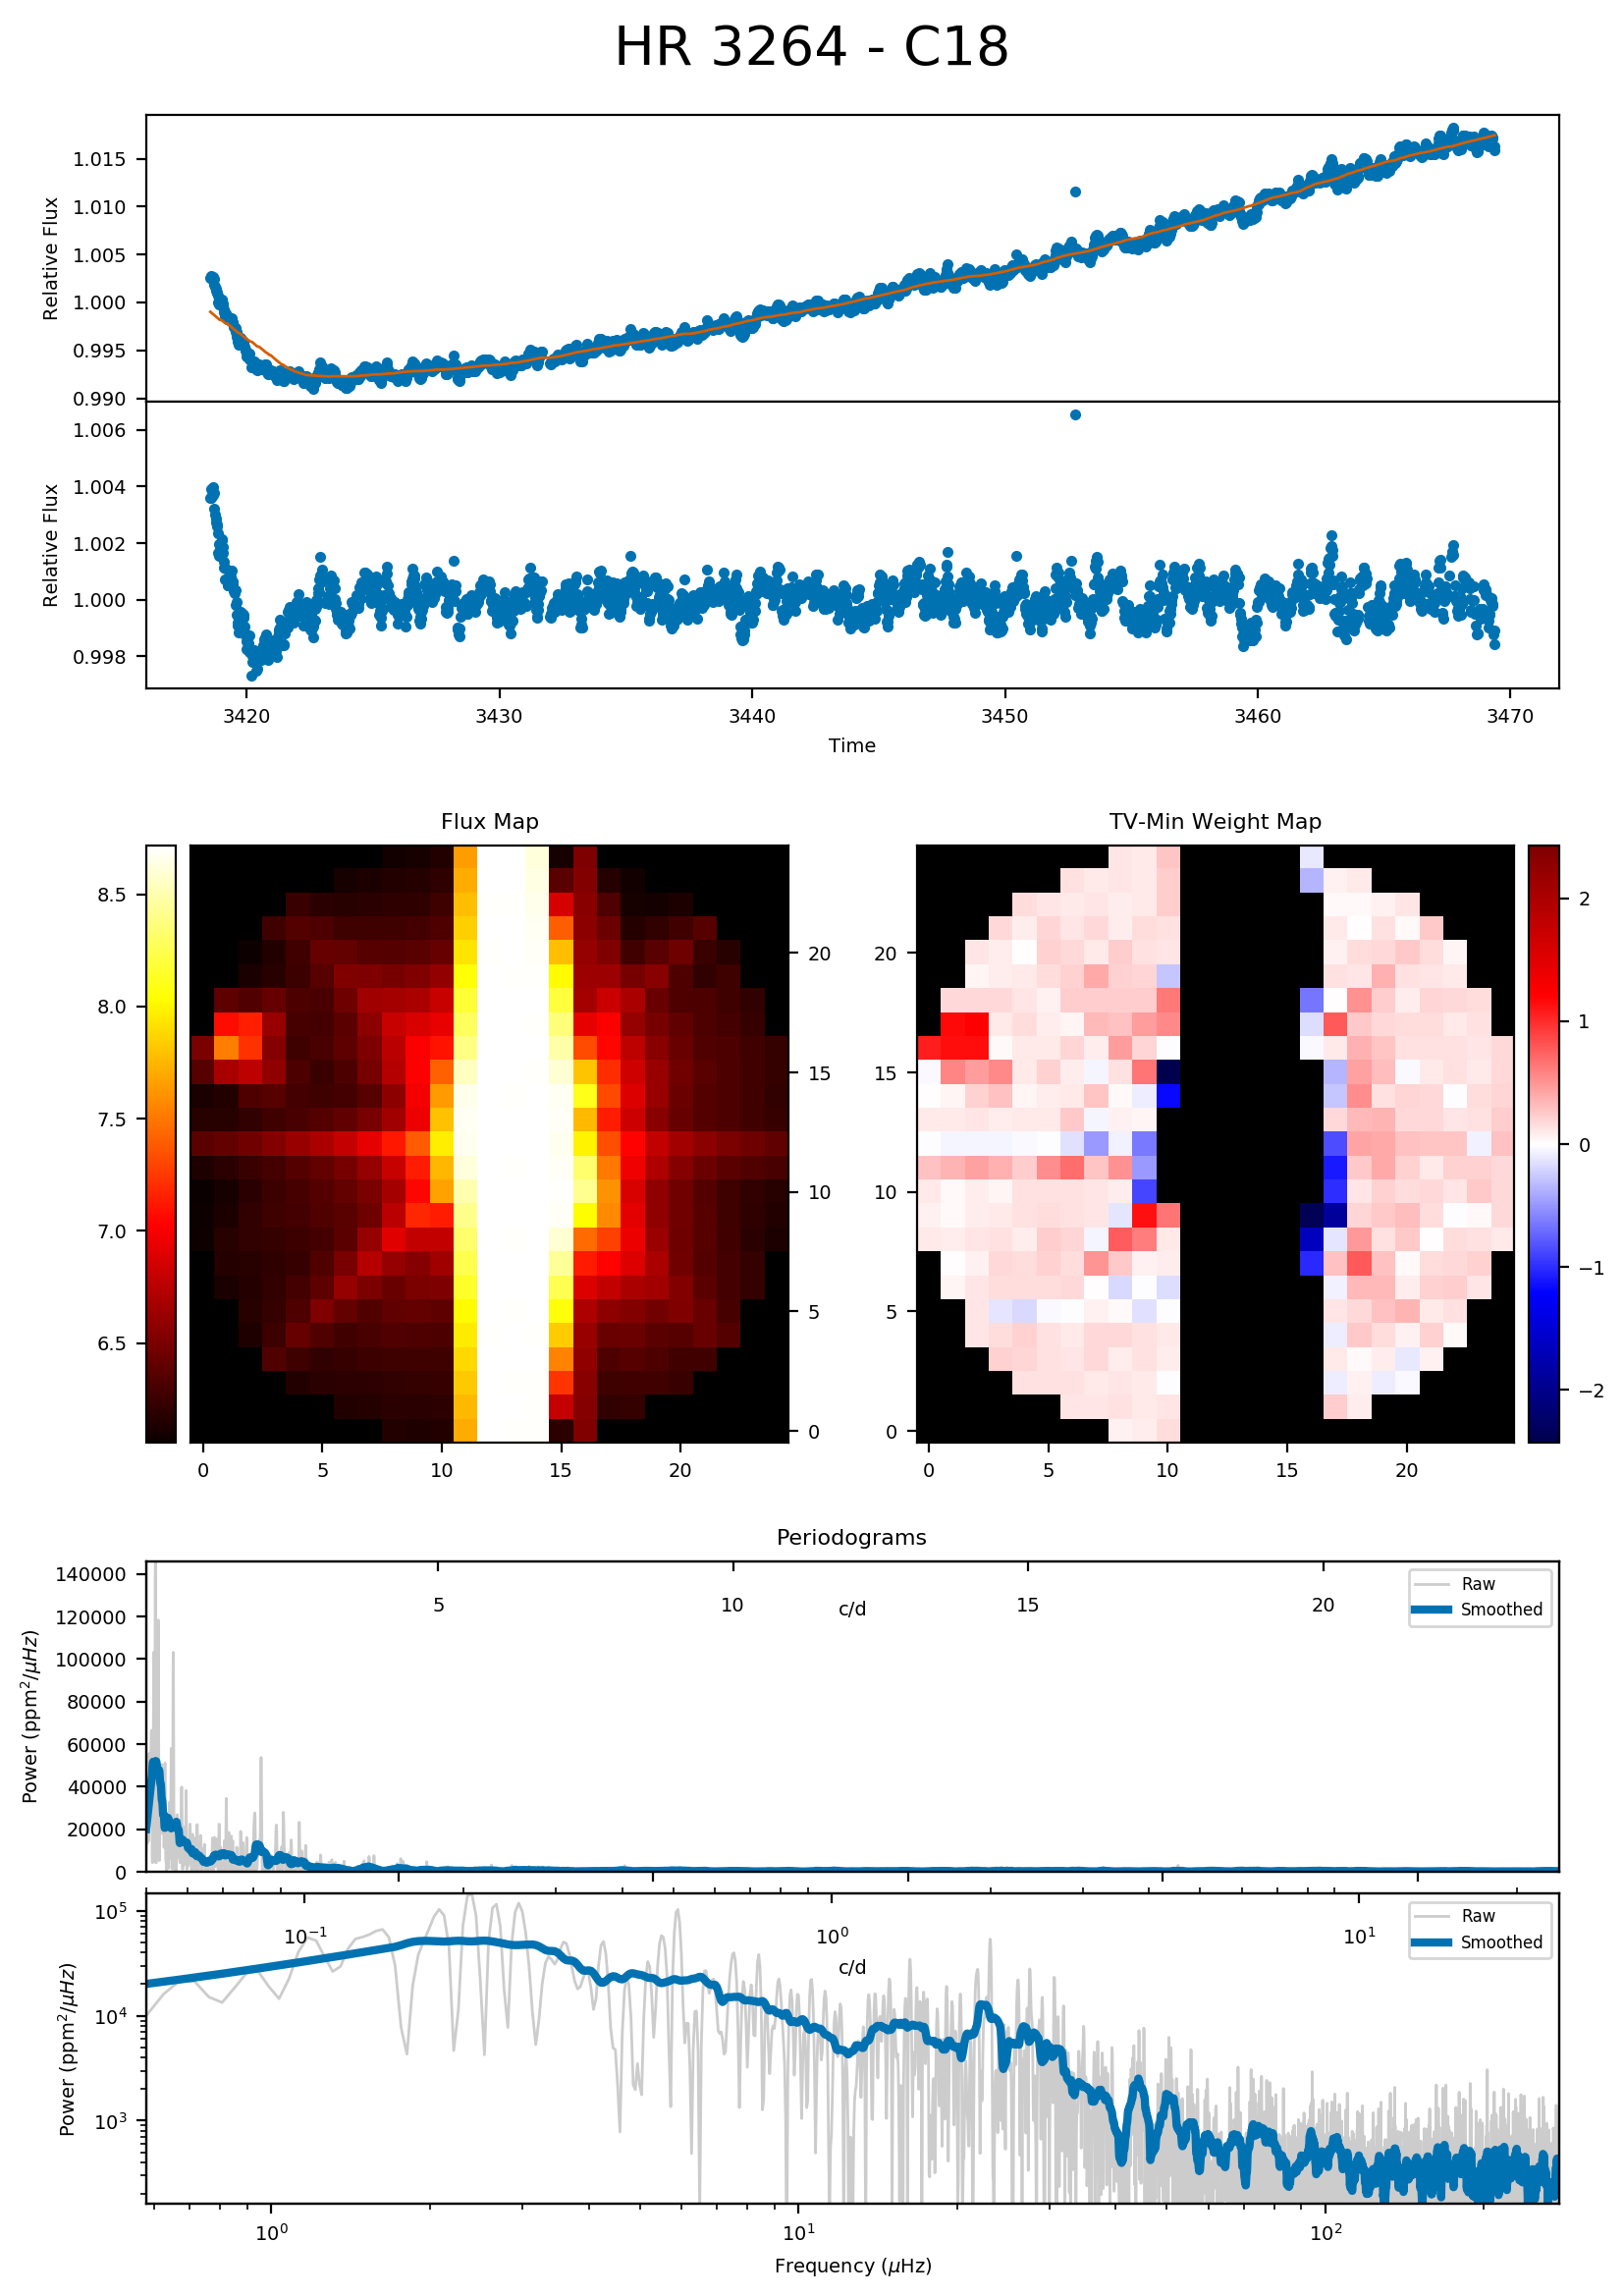 HR 3264 - C18
1.015
1.010
1.005
1.000
0.995
0.990
Relative Flux
1.006
1.004
1.002
1.000
0.998
Relative Flux
3420 3430 3440 3450 3460 3470
Time
Flux Map
8.5
8.0
7.5
7.0
6.5
20
15
10
5
0
0 5 10 15 20
TV-Min Weight Map
20
15
10
5
0
0 5 10 15 20
2
1
0
−1
−2
Periodograms
140000
120000
100000
80000
60000
40000
20000
0
Power (ppm²/μHz)
5 10 15 20
c/d
Raw
Smoothed
10⁵
10⁴
10³
Power (ppm²/μHz)
10⁻¹ 10⁰ 10¹
c/d
Raw
Smoothed
10⁰ 10¹ 10²
Frequency (μHz)